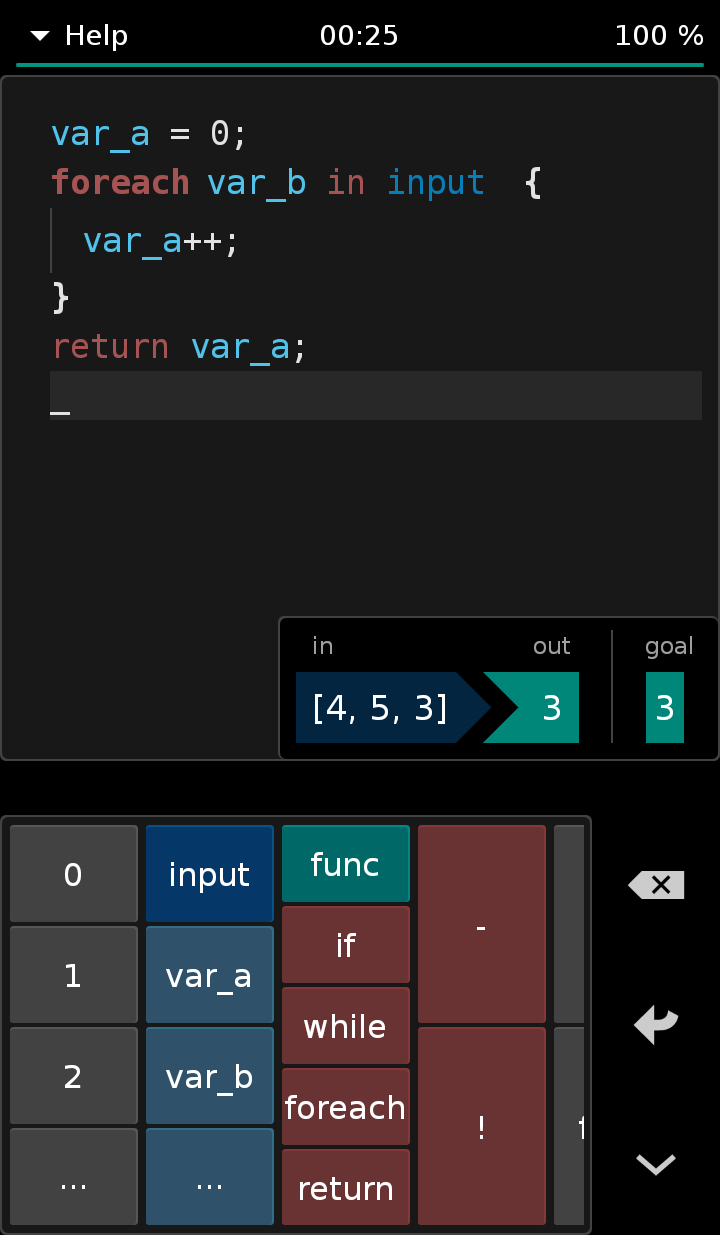 Help 00:25 100 %
var_a = 0;
foreach var_b in input {
var_a++;
}
return var_a;
_
in out goal
[4, 5, 3] 3 3
0 input func -
if
1 var_a
while
2 var_b
foreach !
... ... return